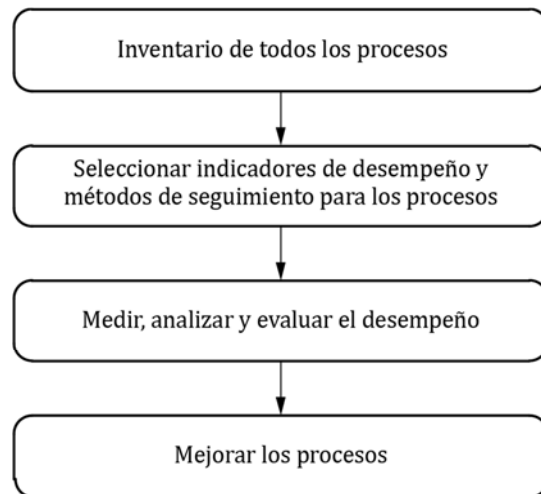 Inventario de todos los procesos
Seleccionar indicadores de desempeño y
métodos de seguimiento para los procesos
Medir, analizar y evaluar el desempeño
Mejorar los procesos